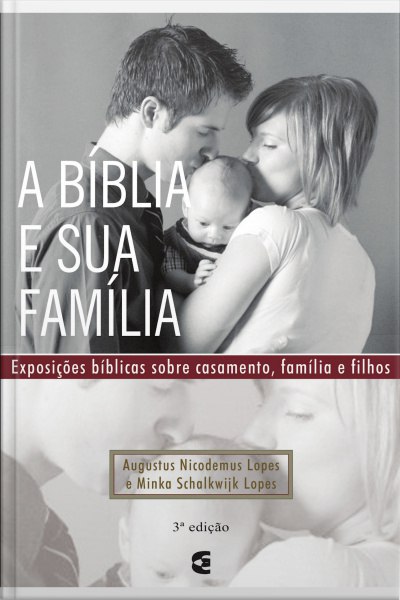 A BÍBLIA
E SUA
FAMÍLIA
Exposições bíblicas sobre casamento, família e filhos
Augustus Nicodemus Lopes
e Minka Schalkwijk Lopes
3ª edição